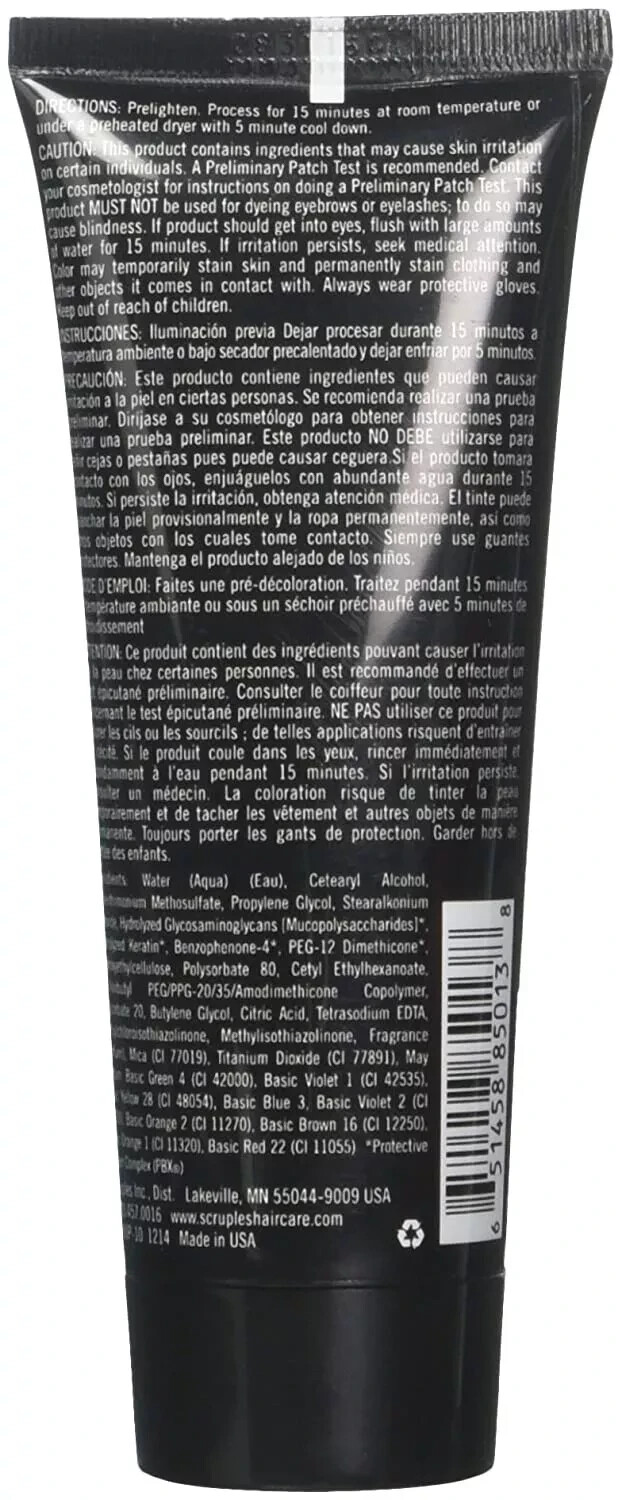 DIRECTIONS: Prelighten. Process for 15 minutes at room temperature or
under a preheated dryer with 5 minute cool down.
CAUTION: This product contains ingredients that may cause skin irritation
on certain individuals. A Preliminary Patch Test is recommended. Contact
your cosmetologist for instructions on doing a Preliminary Patch Test. This
product MUST NOT be used for dyeing eyebrows or eyelashes; to do so may
cause blindness. If product should get into eyes, flush with large amounts
of water for 15 minutes. If irritation persists, seek medical attention.
Color may temporarily stain skin and permanently stain clothing and
other objects it comes in contact with. Always wear protective gloves.
Keep out of reach of children.
INSTRUCCIONES: Iluminación previa Dejar procesar durante 15 minutos a
temperatura ambiente o bajo secador precalentado y dejar enfriar por 5 minutos.
PRECAUCIÓN: Este producto contiene ingredientes que pueden causar
irritación a la piel en ciertas personas. Se recomienda realizar una prueba
preliminar. Diríjase a su cosmetólogo para obtener instrucciones para
realizar una prueba preliminar. Este producto NO DEBE utilizarse para
cejas o pestañas pues puede causar ceguera.Si el producto tomara
contacto con los ojos, enjuáguelos con abundante agua durante 15
minutos. Si persiste la irritación, obtenga atención médica. El tinte puede
manchar la piel provisionalmente y la ropa permanentemente, así como
objetos con los cuales tome contacto. Siempre use guantes
protectores. Mantenga el producto alejado de los niños.
MODE D'EMPLOI: Faites une pré-décoloration. Traitez pendant 15 minutes
température ambiante ou sous un séchoir préchauffé avec 5 minutes de
refroidissement
ATTENTION: Ce produit contient des ingrédients pouvant causer l'irritation
la peau chez certaines personnes. Il est recommandé d'effectuer un
épicutané préliminaire. Consulter le coiffeur pour toute instruction
concernant le test épicutané préliminaire. NE PAS utiliser ce produit pour
les cils ou les sourcils ; de telles applications risquent d'entraîner
cécité. Si le produit coule dans les yeux, rincer immédiatement et
abondamment à l'eau pendant 15 minutes. Si l'irritation persiste,
consulter un médecin. La coloration risque de tinter la peau
temporairement et de tacher les vêtement et autres objets de manière
permanente. Toujours porter les gants de protection. Garder hors de
des enfants.
Ingredients: Water (Aqua) (Eau), Cetearyl Alcohol,
Methosulfate, Propylene Glycol, Stearalkonium
Hydrolyzed Glycosaminoglycans [Mucopolysaccharides]*,
Keratin*, Benzophenone-4*, PEG-12 Dimethicone*,
Polysorbate 80, Cetyl Ethylhexanoate,
PEG/PPG-20/35/Amodimethicone Copolymer,
20, Butylene Glycol, Citric Acid, Tetrasodium EDTA,
Methylisothiazolinone, Fragrance
Mica (CI 77019), Titanium Dioxide (CI 77891), May
Basic Green 4 (CI 42000), Basic Violet 1 (CI 42535),
Yellow 28 (CI 48054), Basic Blue 3, Basic Violet 2 (CI
Basic Orange 2 (CI 11270), Basic Brown 16 (CI 12250),
Orange 1 (CI 11320), Basic Red 22 (CI 11055) *Protective
Complex (PBX®)
Inc., Dist. Lakeville, MN 55044-9009 USA
.457.0016 www.scrupleshaircare.com
1214 Made in USA
6 51458 85013 8